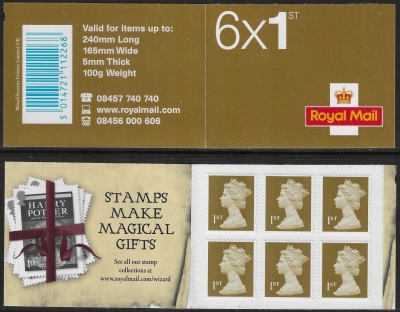 Valid for items up to:
240mm Long
165mm Wide
5mm Thick
100g Weight
08457 740 740
www.royalmail.com
08456 000 606
5 014721 112268
6x1ST
Royal Mail
HARRY
POTTER
1st
STAMPS
MAKE
MAGICAL
GIFTS
See all our stamp
collections at
www.royalmail.com/wizard
1ST
1ST
1ST
1ST
1ST
1ST